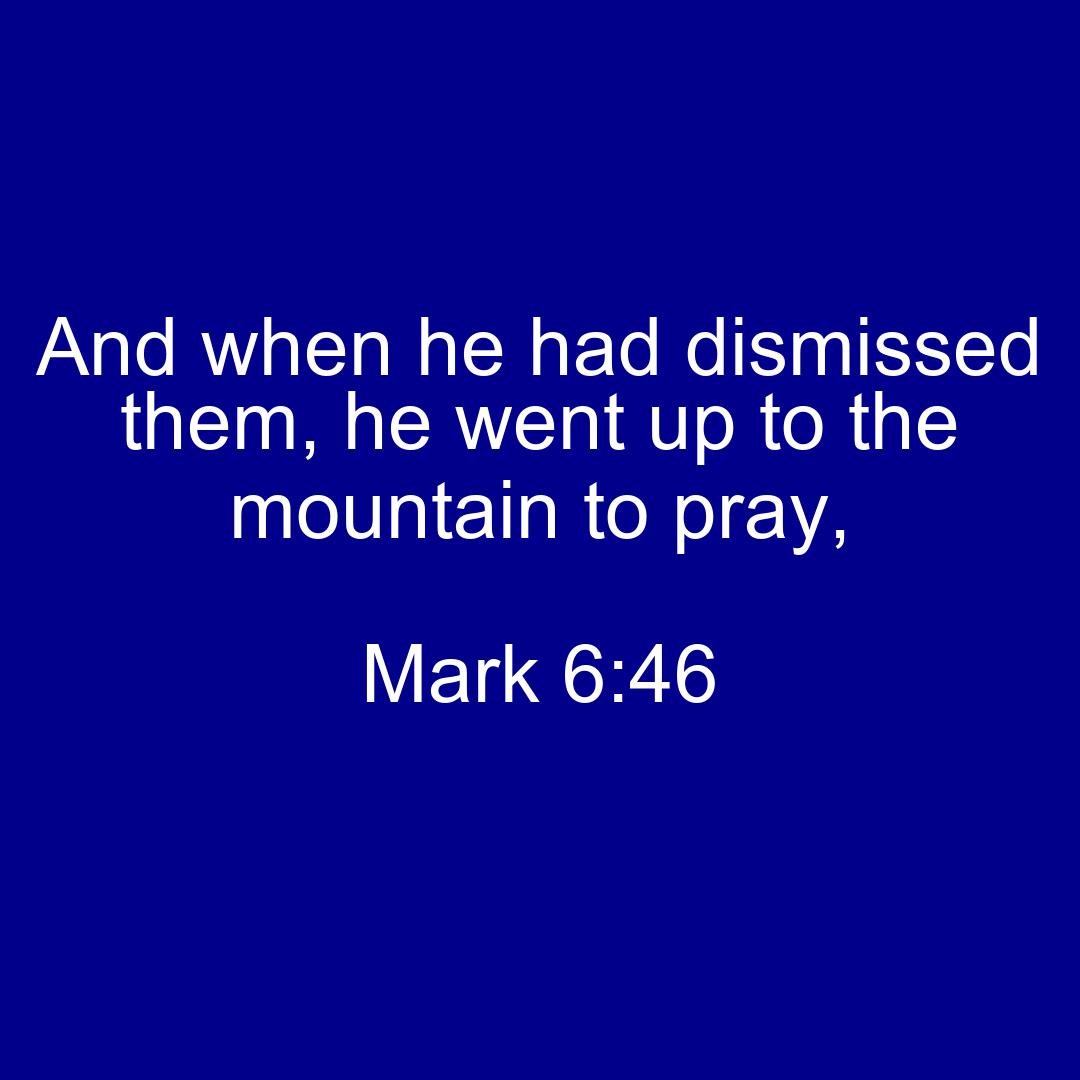 And when he had dismissed
them, he went up to the
mountain to pray,
Mark 6:46